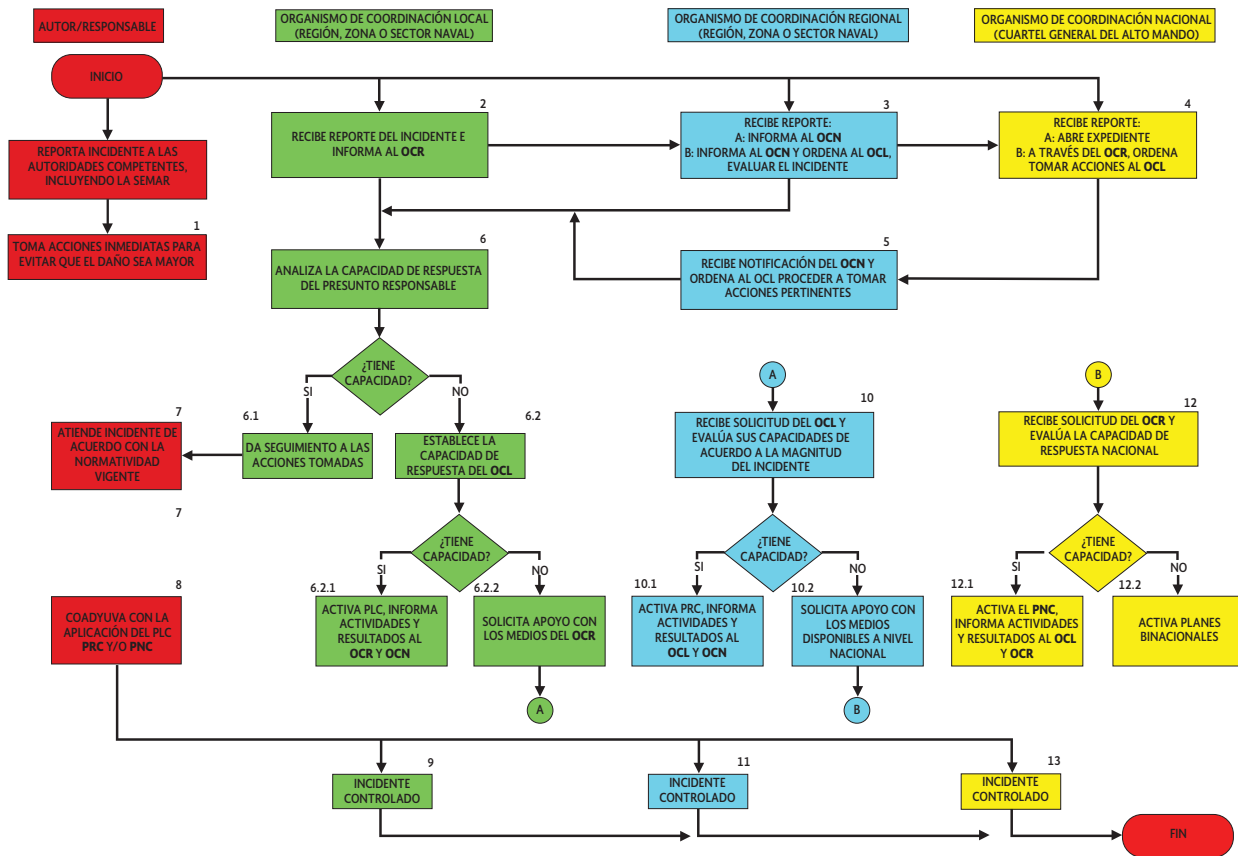 AUTOR/RESPONSABLE
ORGANISMO DE COORDINACIÓN LOCAL
(REGIÓN, ZONA O SECTOR NAVAL)
ORGANISMO DE COORDINACIÓN REGIONAL
(REGIÓN, ZONA O SECTOR NAVAL)
ORGANISMO DE COORDINACIÓN NACIONAL
(CUARTEL GENERAL DEL ALTO MANDO)
INICIO
REPORTA INCIDENTE A LAS
AUTORIDADES COMPETENTES,
INCLUYENDO LA SEMAR
1
TOMA ACCIONES INMEDIATAS PARA
EVITAR QUE EL DAÑO SEA MAYOR
2
RECIBE REPORTE DEL INCIDENTE E
INFORMA AL OCR
3
RECIBE REPORTE:
A: INFORMA AL OCN
B: INFORMA AL OCN Y ORDENA AL OCL,
EVALUAR EL INCIDENTE
4
RECIBE REPORTE:
A: ABRE EXPEDIENTE
B: A TRAVÉS DEL OCR, ORDENA
TOMAR ACCIONES AL OCL
5
RECIBE NOTIFICACIÓN DEL OCN Y
ORDENA AL OCL PROCEDER A TOMAR
ACCIONES PERTINENTES
6
ANALIZA LA CAPACIDAD DE RESPUESTA
DEL PRESUNTO RESPONSABLE
¿TIENE
CAPACIDAD?
SI
NO
7
ATIENDE INCIDENTE DE
ACUERDO CON LA
NORMATIVIDAD
VIGENTE
7
6.1
DA SEGUIMIENTO A LAS
ACCIONES TOMADAS
6.2
ESTABLECE LA
CAPACIDAD DE
RESPUESTA DEL OCL
¿TIENE
CAPACIDAD?
SI
NO
6.2.1
ACTIVA PLC, INFORMA
ACTIVIDADES Y
RESULTADOS AL
OCR Y OCN
6.2.2
SOLICITA APOYO CON
LOS MEDIOS DEL OCR
A
A
10
RECIBE SOLICITUD DEL OCL Y
EVALÚA SUS CAPACIDADES DE
ACUERDO A LA MAGNITUD
DEL INCIDENTE
¿TIENE
CAPACIDAD?
SI
NO
10.1
ACTIVA PRC, INFORMA
ACTIVIDADES Y
RESULTADOS AL
OCL Y OCN
10.2
SOLICITA APOYO CON
LOS MEDIOS
DISPONIBLES A NIVEL
NACIONAL
B
B
12
RECIBE SOLICITUD DEL OCR Y
EVALÚA LA CAPACIDAD DE
RESPUESTA NACIONAL
¿TIENE
CAPACIDAD?
SI
NO
12.1
ACTIVA EL PNC,
INFORMA ACTIVIDADES
Y RESULTADOS AL OCL
Y OCR
12.2
ACTIVA PLANES
BINACIONALES
8
COADYUVA CON LA
APLICACIÓN DEL PLC
PRC Y/O PNC
9
INCIDENTE
CONTROLADO
11
INCIDENTE
CONTROLADO
13
INCIDENTE
CONTROLADO
FIN